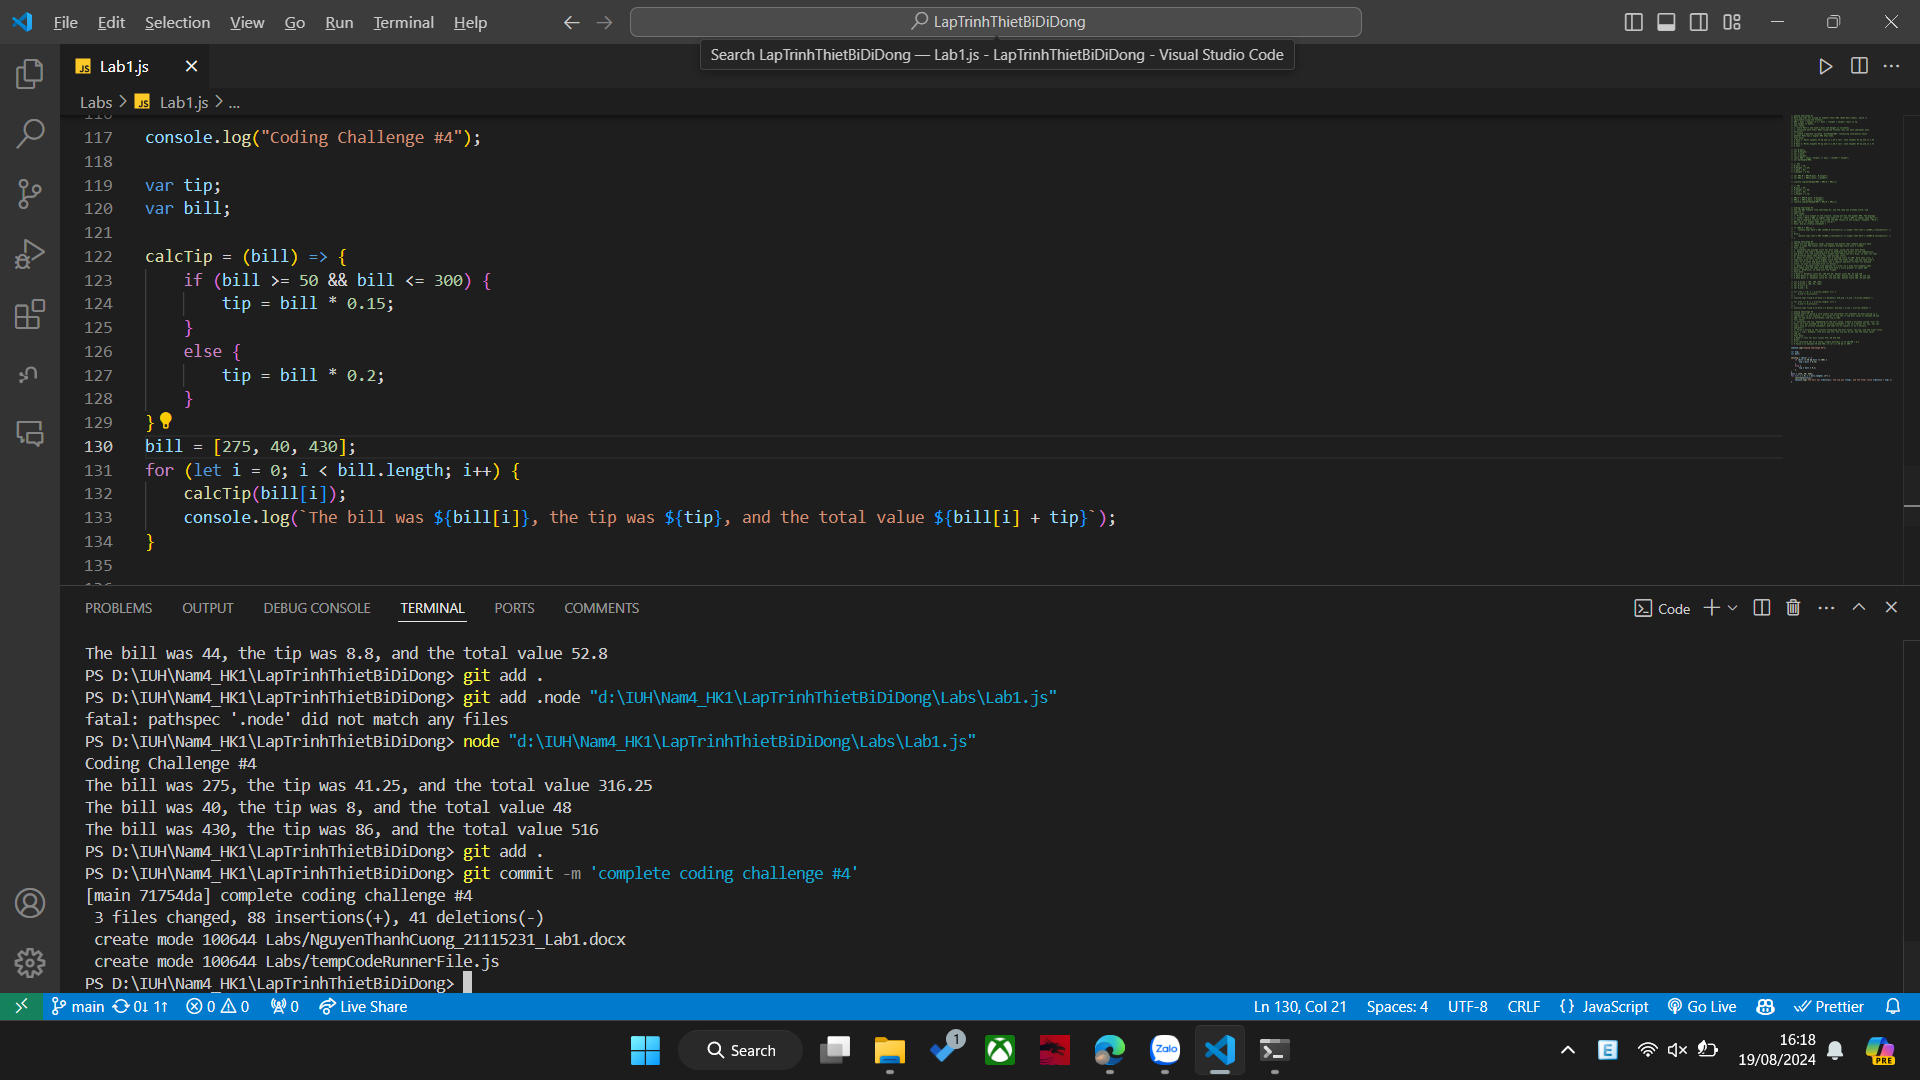 File Edit Selection View Go Run Terminal Help
LapTrinhThietBiDiDong
Search LapTrinhThietBiDiDong — Lab1.js - LapTrinhThietBiDiDong - Visual Studio Code
JS Lab1.js
Labs > JS Lab1.js > ...
117 console.log("Coding Challenge #4");
118
119 var tip;
120 var bill;
121
122 calcTip = (bill) => {
123 if (bill >= 50 && bill <= 300) {
124 tip = bill * 0.15;
125 }
126 else {
127 tip = bill * 0.2;
128 }
129 }
130 bill = [275, 40, 430];
131 for (let i = 0; i < bill.length; i++) {
132 calcTip(bill[i]);
133 console.log(`The bill was ${bill[i]}, the tip was ${tip}, and the total value ${bill[i] + tip}`);
134 }
135
PROBLEMS OUTPUT DEBUG CONSOLE TERMINAL PORTS COMMENTS
Code
The bill was 44, the tip was 8.8, and the total value 52.8
PS D:\IUH\Nam4_HK1\LapTrinhThietBiDiDong> git add .
PS D:\IUH\Nam4_HK1\LapTrinhThietBiDiDong> git add .node "d:\IUH\Nam4_HK1\LapTrinhThietBiDiDong\Labs\Lab1.js"
fatal: pathspec '.node' did not match any files
PS D:\IUH\Nam4_HK1\LapTrinhThietBiDiDong> node "d:\IUH\Nam4_HK1\LapTrinhThietBiDiDong\Labs\Lab1.js"
Coding Challenge #4
The bill was 275, the tip was 41.25, and the total value 316.25
The bill was 40, the tip was 8, and the total value 48
The bill was 430, the tip was 86, and the total value 516
PS D:\IUH\Nam4_HK1\LapTrinhThietBiDiDong> git add .
PS D:\IUH\Nam4_HK1\LapTrinhThietBiDiDong> git commit -m 'complete coding challenge #4'
[main 71754da] complete coding challenge #4
3 files changed, 88 insertions(+), 41 deletions(-)
create mode 100644 Labs/NguyenThanhCuong_21115231_Lab1.docx
create mode 100644 Labs/tempCodeRunnerFile.js
PS D:\IUH\Nam4_HK1\LapTrinhThietBiDiDong>
main 0↓ 1↑ 0 0 0 Live Share Ln 130, Col 21 Spaces: 4 UTF-8 CRLF {} JavaScript Go Live Prettier
Search 1 Zalo E 16:18 PRE
19/08/2024